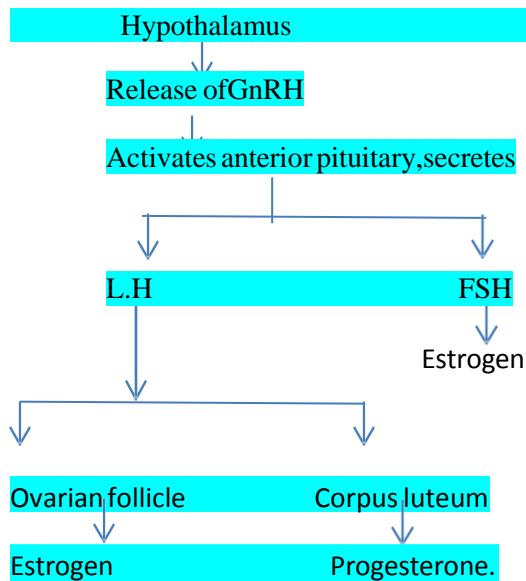 Hypothalamus
Release ofGnRH
Activates anterior pituitary,secretes
L.H FSH
Estrogen
Ovarian follicle Corpus luteum
Estrogen Progesterone.